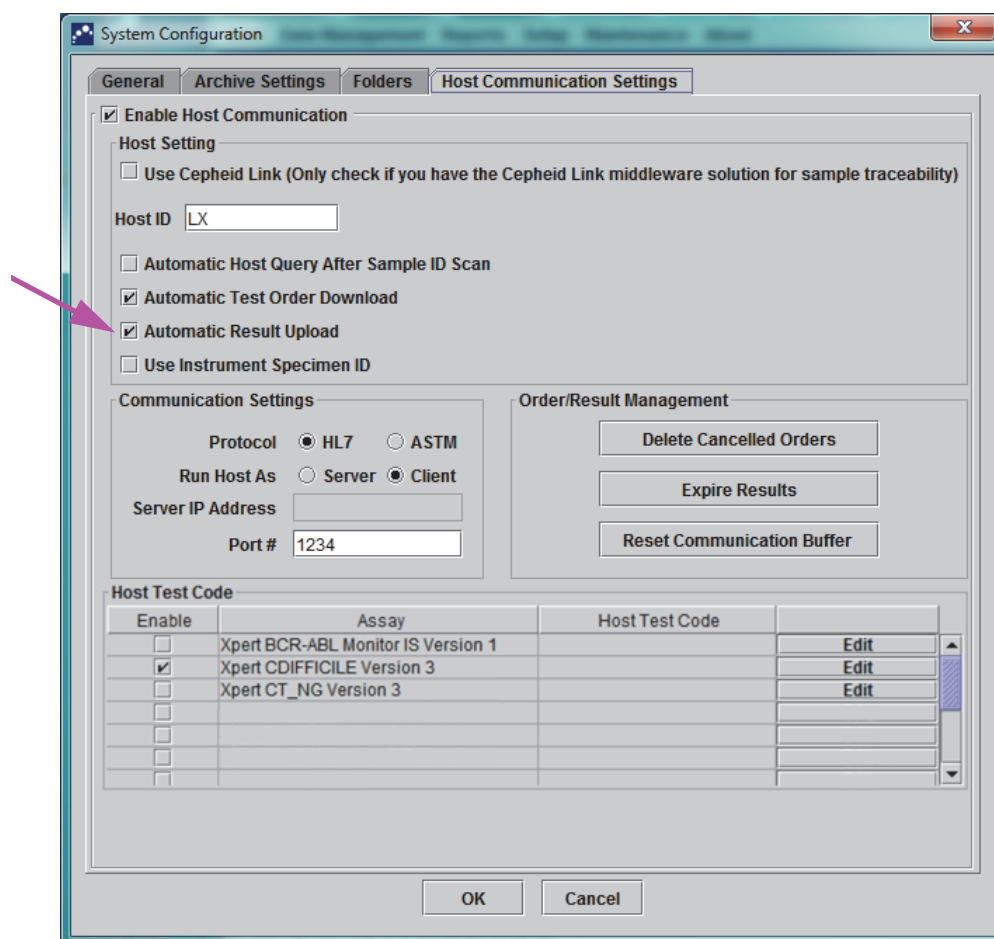 System Configuration
General Archive Settings Folders Host Communication Settings
Enable Host Communication
Host Setting
Use Cepheid Link (Only check if you have the Cepheid Link middleware solution for sample traceability)
Host ID LX
Automatic Host Query After Sample ID Scan
Automatic Test Order Download
Automatic Result Upload
Use Instrument Specimen ID
Communication Settings
Protocol HL7 ASTM
Run Host As Server Client
Server IP Address
Port # 1234
Order/Result Management
Delete Cancelled Orders
Expire Results
Reset Communication Buffer
Host Test Code
Enable Assay Host Test Code
Xpert BCR-ABL Monitor IS Version 1 Edit
Xpert CDIFFICILE Version 3 Edit
Xpert CT_NG Version 3 Edit
OK Cancel